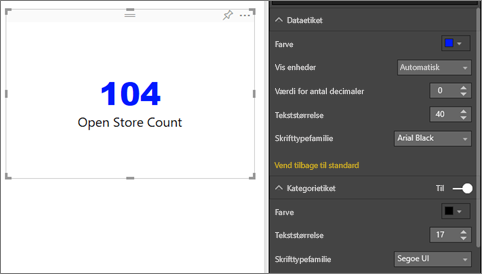 104
Open Store Count
Dataetiket
Farve
Vis enheder
Automatisk
Værdi for antal decimaler
0
Tekststørrelse
40
Skrifttypefamilie
Arial Black
Vend tilbage til standard
Kategorietiket
Til
Farve
Tekststørrelse
17
Skrifttypefamilie
Segoe UI